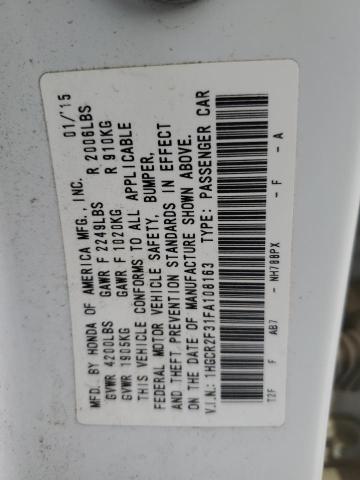 MFD. BY HONDA OF AMERICA MFG., INC. 01/15
GVWR 4200LBS GAWR F 2249LBS R 2006LBS
GVWR 1905KG GAWR F 1020KG R 910KG
THIS VEHICLE CONFORMS TO ALL APPLICABLE
FEDERAL MOTOR VEHICLE SAFETY, BUMPER,
AND THEFT PREVENTION STANDARDS IN EFFECT
ON THE DATE OF MANUFACTURE SHOWN ABOVE.
V.I.N.: 1HGCR2F31FA108163 TYPE: PASSENGER CAR
T2F F AB7 - NH788PX - F - A